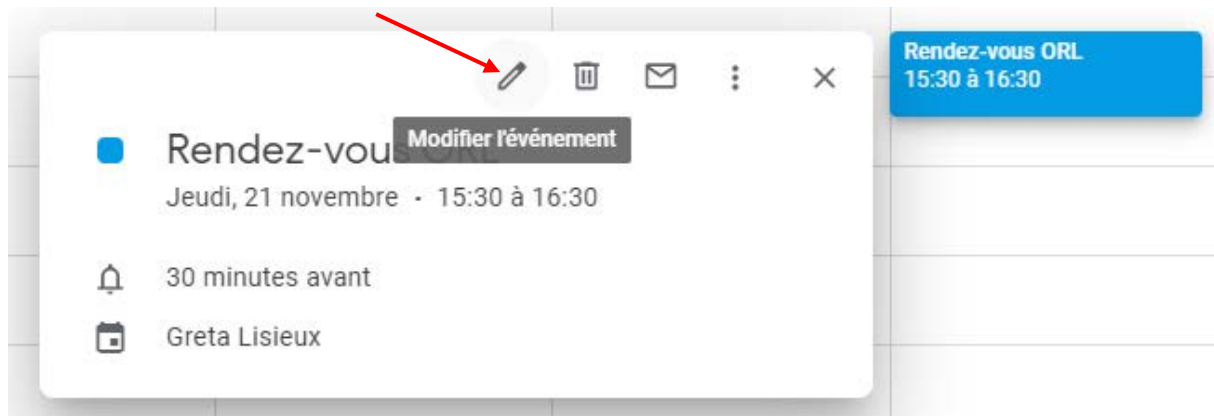 Rendez-vous ORL
15:30 à 16:30
Modifier l'événement
Rendez-vous ORL
Jeudi, 21 novembre · 15:30 à 16:30
30 minutes avant
Greta Lisieux